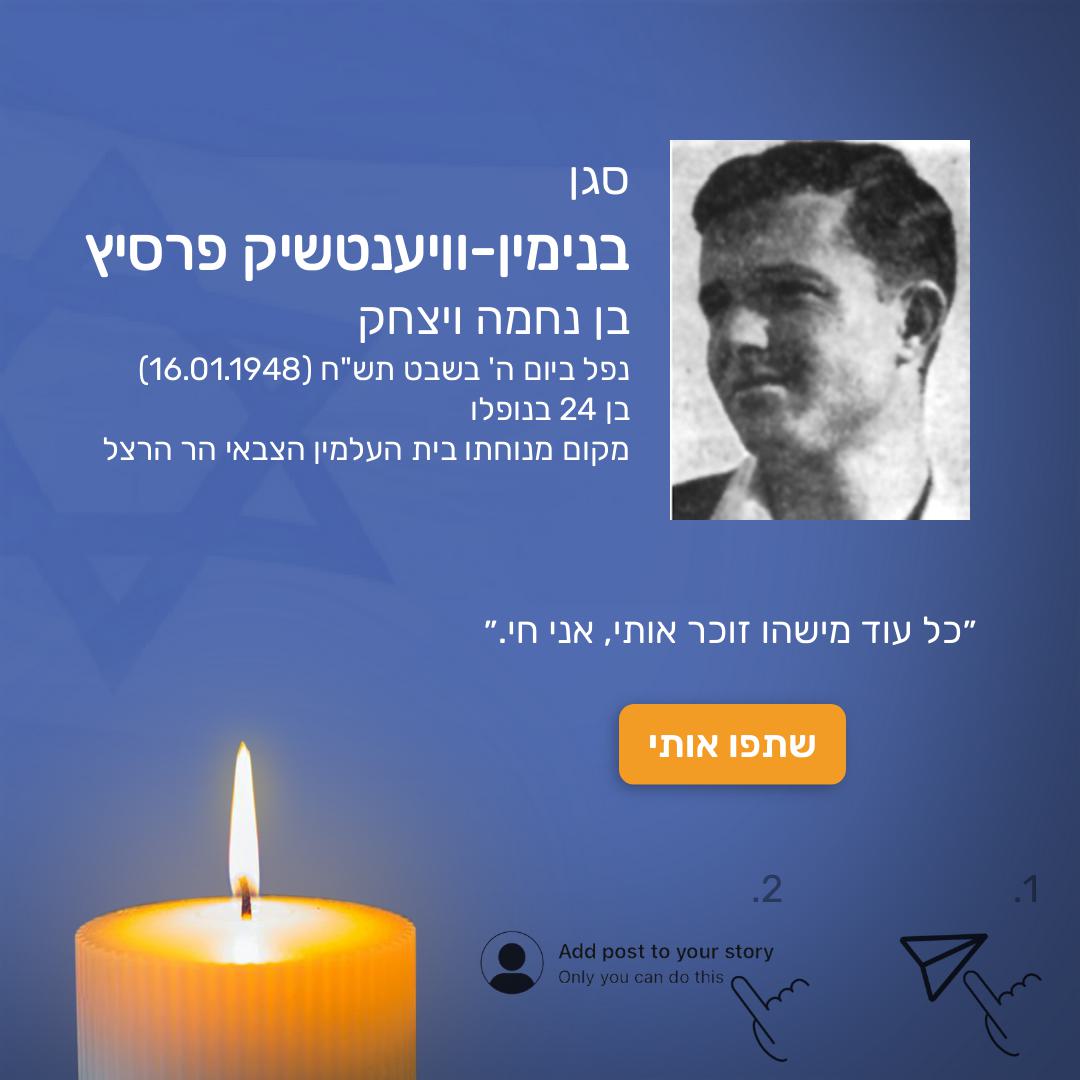 סגן
בנימין-וויענטשיק פרסיץ
בן נחמה ויצחק
נפל ביום ה' בשבט תש"ח (16.01.1948)
בן 24 בנופלו
מקום מנוחתו בית העלמין הצבאי הר הרצל
״כל עוד מישהו זוכר אותי, אני חי.״
שתפו אותי
1.
2.
Add post to your story
Only you can do this